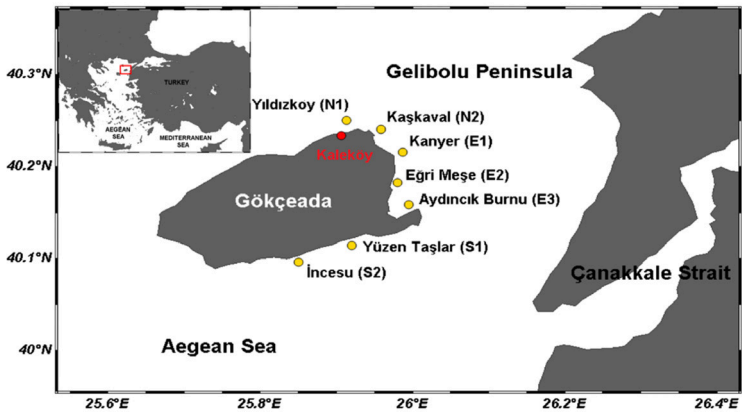 TURKEY
AEGEAN
SEA
MEDITERRANEAN
SEA
40.3°N
40.2°N
40.1°N
40°N
Gelibolu Peninsula
Yıldızkoy (N1)
Kaşkaval (N2)
Kaleköy
Kanyer (E1)
Eğri Meşe (E2)
Gökçeada
Aydıncık Burnu (E3)
Yüzen Taşlar (S1)
İncesu (S2)
Çanakkale Strait
Aegean Sea
25.6°E
25.8°E
26°E
26.2°E
26.4°E